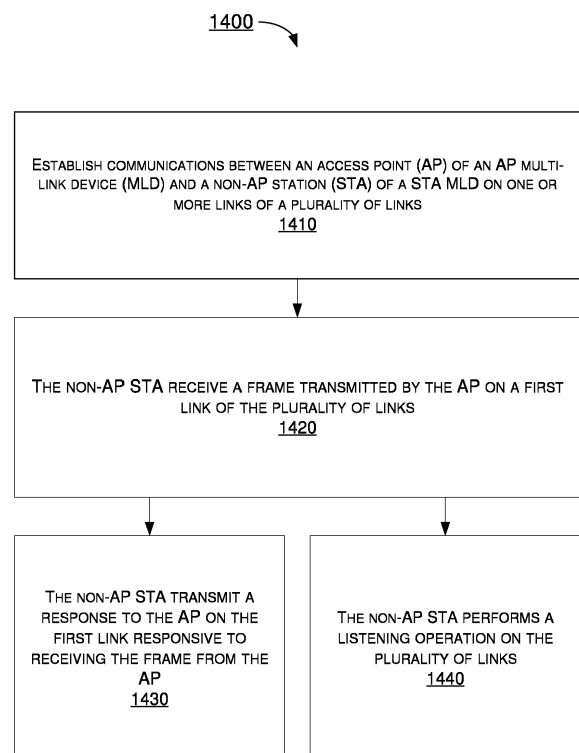 1400
ESTABLISH COMMUNICATIONS BETWEEN AN ACCESS POINT (AP) OF AN AP MULTI-
LINK DEVICE (MLD) AND A NON-AP STATION (STA) OF A STA MLD ON ONE OR
MORE LINKS OF A PLURALITY OF LINKS
1410
THE NON-AP STA RECEIVE A FRAME TRANSMITTED BY THE AP ON A FIRST
LINK OF THE PLURALITY OF LINKS
1420
THE NON-AP STA TRANSMIT A
RESPONSE TO THE AP ON THE
FIRST LINK RESPONSIVE TO
RECEIVING THE FRAME FROM THE
AP
1430
THE NON-AP STA PERFORMS A
LISTENING OPERATION ON THE
PLURALITY OF LINKS
1440